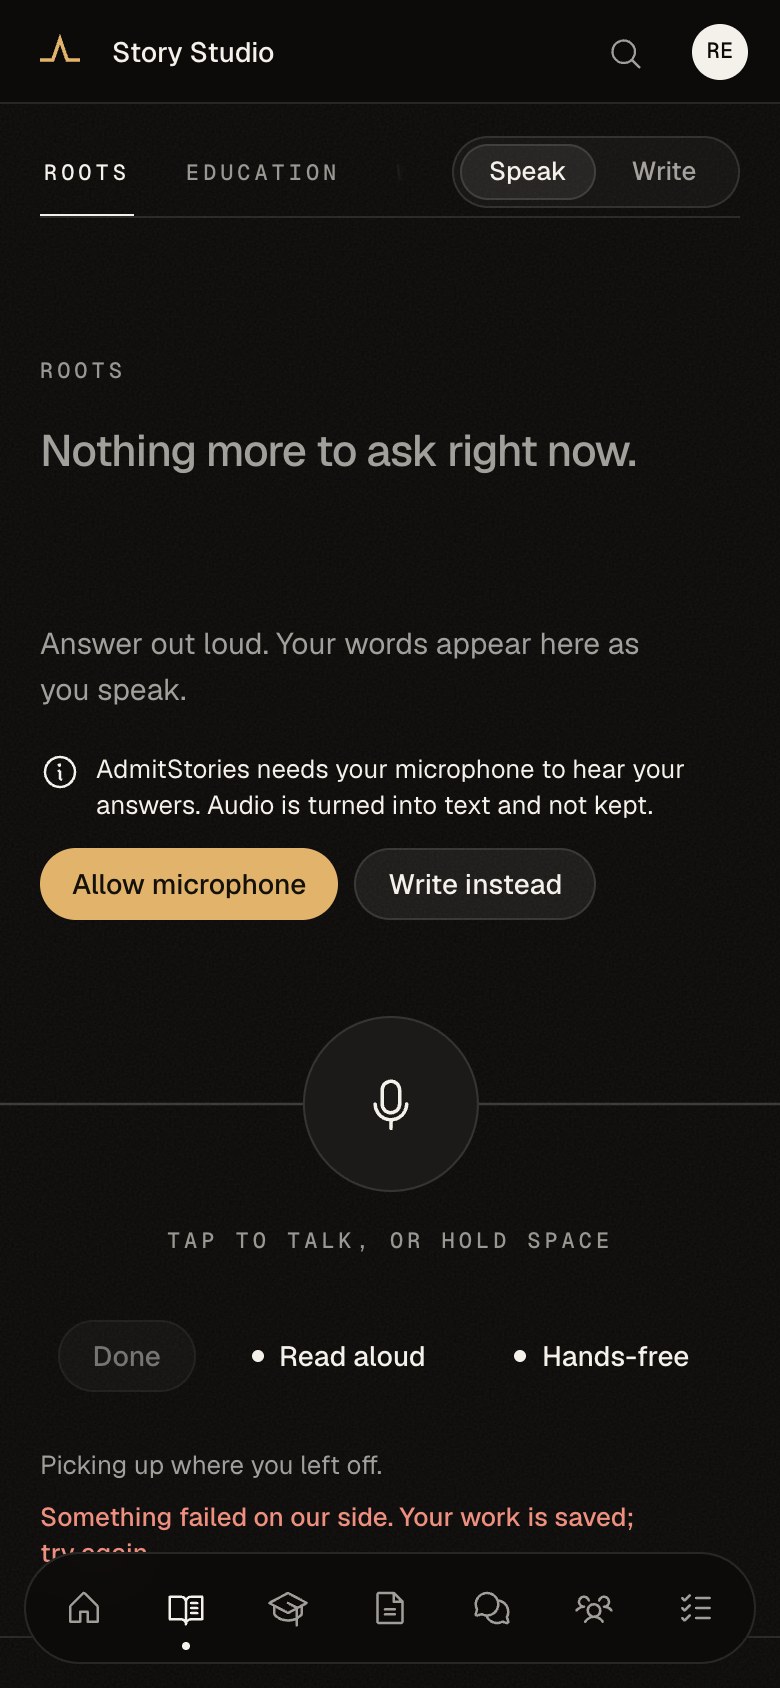 Story Studio
RE
ROOTS
EDUCATION
Speak
Write
ROOTS
Nothing more to ask right now.
Answer out loud. Your words appear here as
you speak.
AdmitStories needs your microphone to hear your
answers. Audio is turned into text and not kept.
Allow microphone
Write instead
TAP TO TALK, OR HOLD SPACE
Done
Read aloud
Hands-free
Picking up where you left off.
Something failed on our side. Your work is saved;
try again.